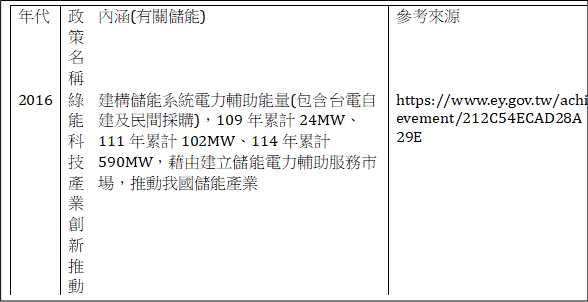 年代
政策名稱
內涵(有關儲能)
參考來源
2016
綠能科技產業創新推動
建構儲能系統電力輔助能量(包含台電自
建及民間採購)，109 年累計 24MW、
111 年累計 102MW、114 年累計
590MW，藉由建立儲能電力輔助服務市
場，推動我國儲能產業
https://www.ey.gov.tw/achi
evement/212C54ECAD28A
29E